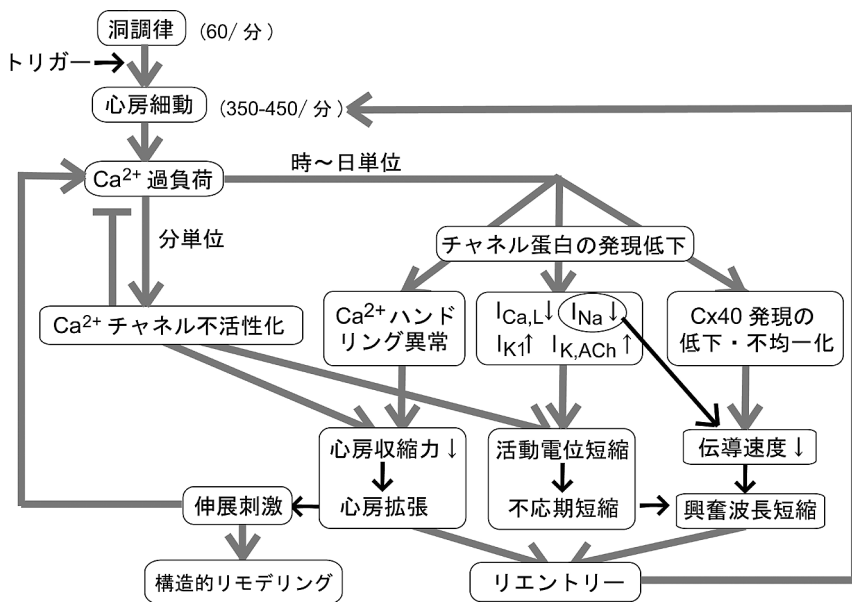 洞調律 (60/ 分)
トリガー
心房細動 (350-450/ 分)
Ca2+ 過負荷
時〜日単位
分単位
チャネル蛋白の発現低下
Ca2+ チャネル不活性化
Ca2+ ハンド
リング異常
ICa,L↓ INa ↓
IK1↑ IK,ACh ↑
Cx40 発現の
低下・不均一化
心房収縮力 ↓
心房拡張
活動電位短縮
不応期短縮
伝導速度 ↓
興奮波長短縮
伸展刺激
構造的リモデリング
リエントリー